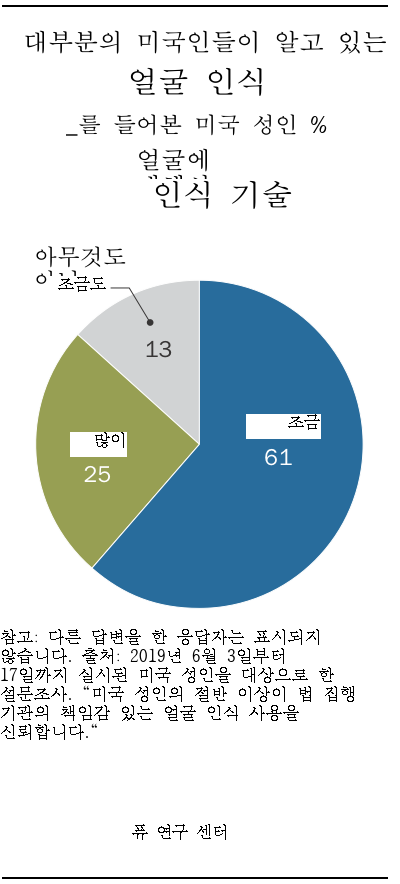 대부분의 미국인들이 알고 있는
얼굴 인식
_를 들어본 미국 성인 %
얼굴에
인식 기술
아무것도
조금도
13
조금
61
많이
25
참고: 다른 답변을 한 응답자는 표시되지
않습니다. 출처: 2019년 6월 3일부터
17일까지 실시된 미국 성인을 대상으로 한
설문조사. “미국 성인의 절반 이상이 법 집행
기관의 책임감 있는 얼굴 인식 사용을
신뢰합니다.“
퓨 연구 센터